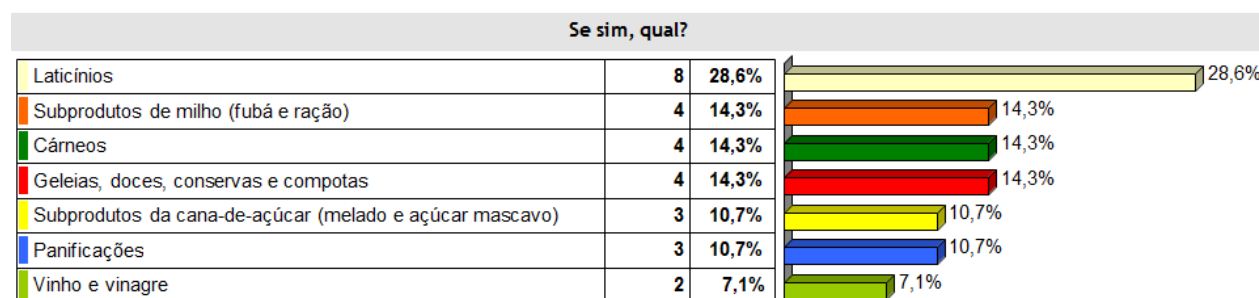 Se sim, qual?
Laticínios 8 28,6% 28,6%
Subprodutos de milho (fubá e ração) 4 14,3% 14,3%
Cárneos 4 14,3% 14,3%
Geleias, doces, conservas e compotas 4 14,3% 14,3%
Subprodutos da cana-de-açúcar (melado e açúcar mascavo) 3 10,7% 10,7%
Panificações 3 10,7% 10,7%
Vinho e vinagre 2 7,1% 7,1%